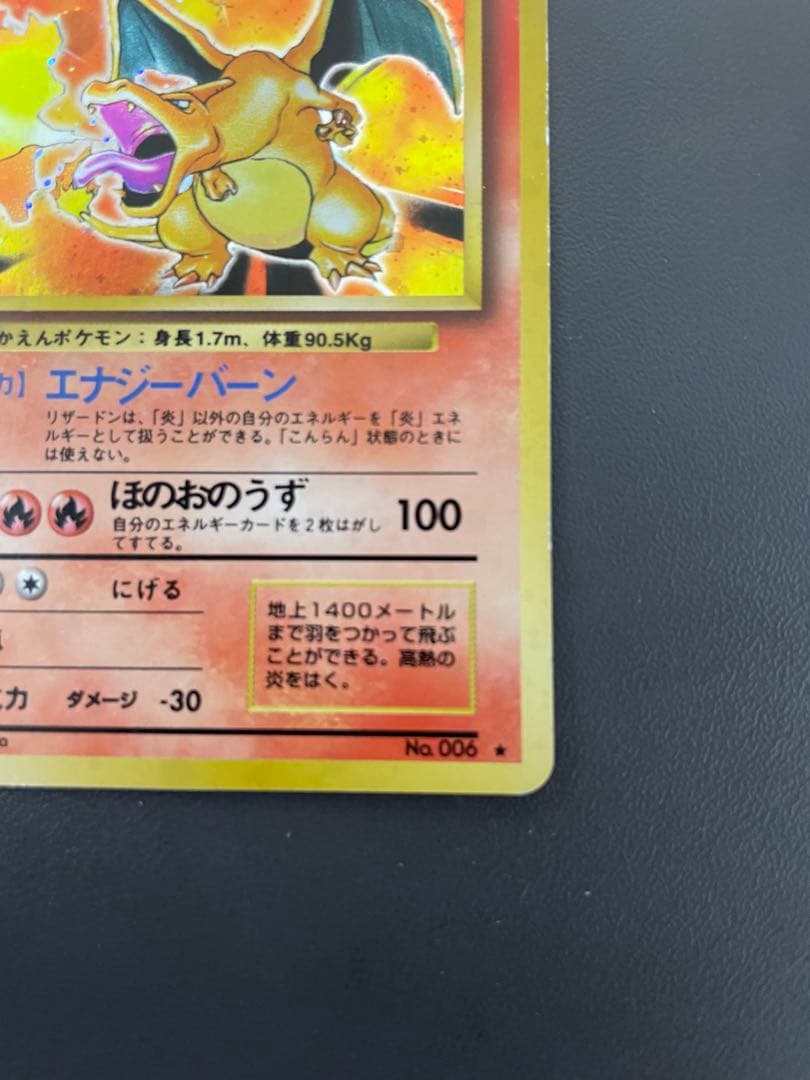 かえんポケモン：身長1.7m、体重90.5Kg
力］エナジーバーン
リザードンは、「炎」以外の自分のエネルギーを「炎」エネ
ルギーとして扱うことができる。「こんらん」状態のときに
は使えない。
ほのおのうず 100
自分のエネルギーカードを２枚はがし
てすてる。
にげる
地上1400メートル
まで羽をつかって飛ぶ
ことができる。高熱の
炎をはく。
力 ダメージ -30
No. 006 ★